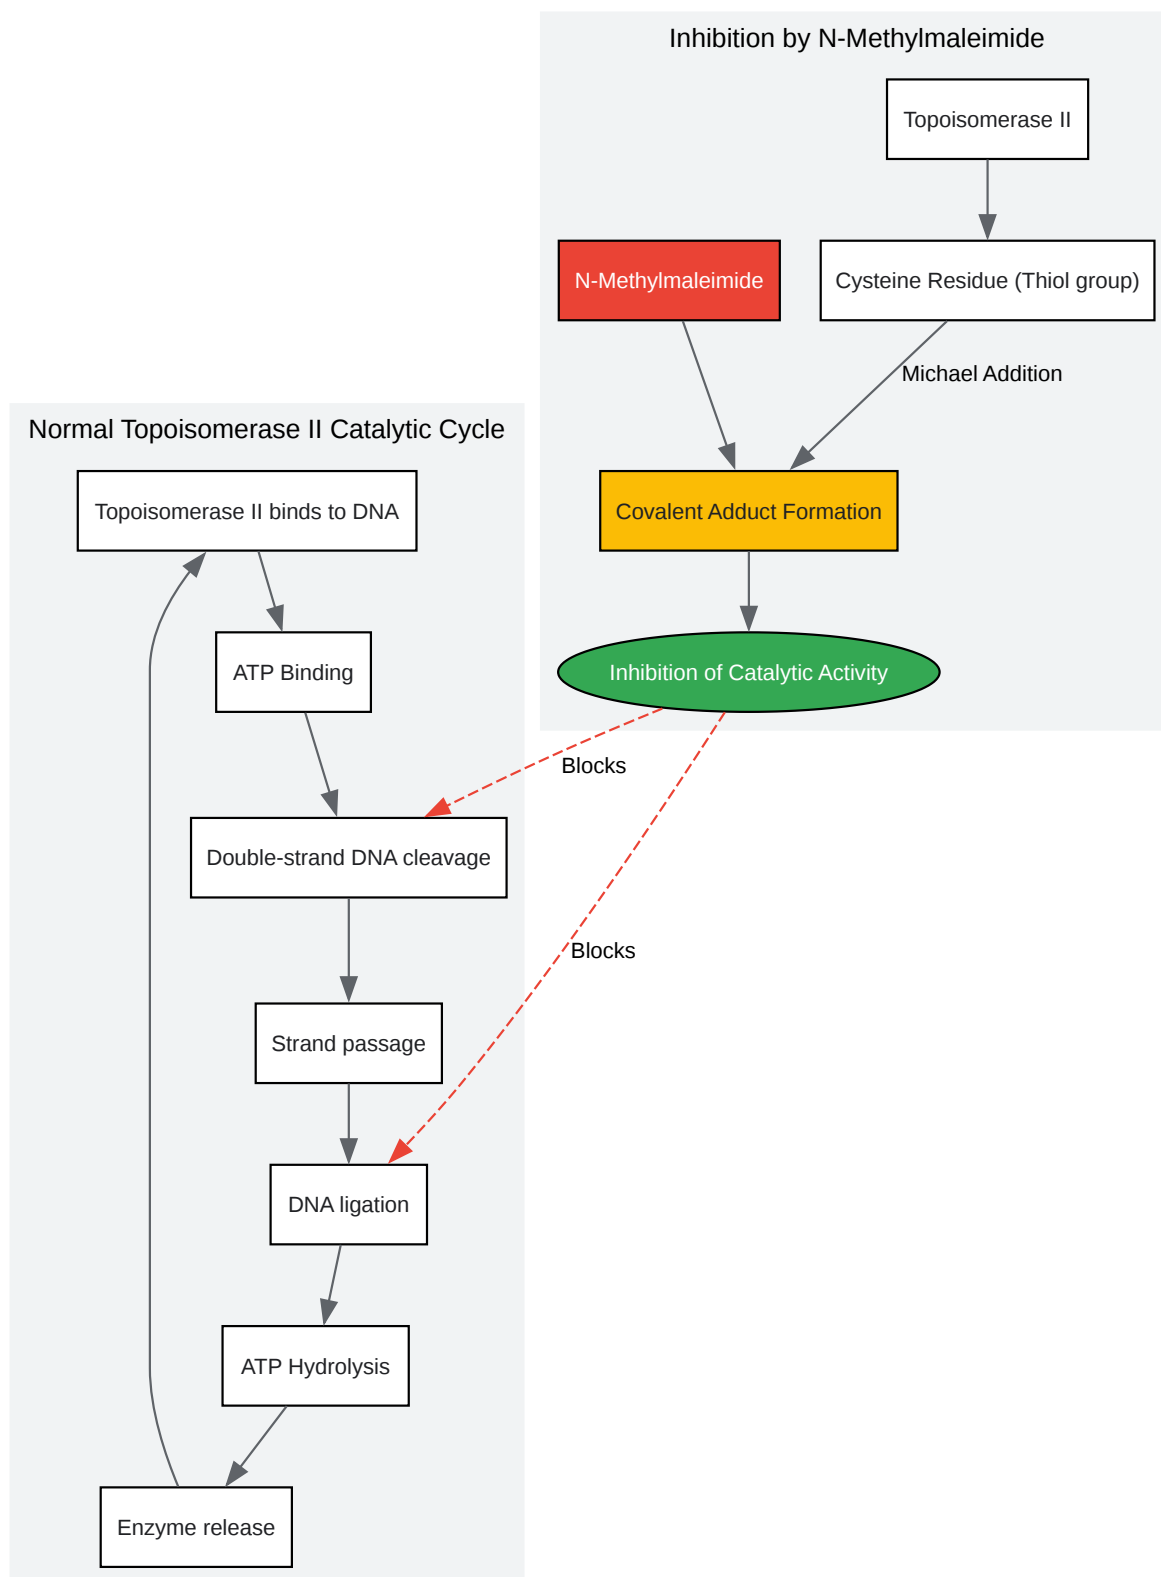 Inhibition by N-Methylmaleimide
Topoisomerase II
N-Methylmaleimide
Cysteine Residue (Thiol group)
Michael Addition
Covalent Adduct Formation
Inhibition of Catalytic Activity
Blocks
Blocks
Normal Topoisomerase II Catalytic Cycle
Topoisomerase II binds to DNA
ATP Binding
Double-strand DNA cleavage
Strand passage
DNA ligation
ATP Hydrolysis
Enzyme release